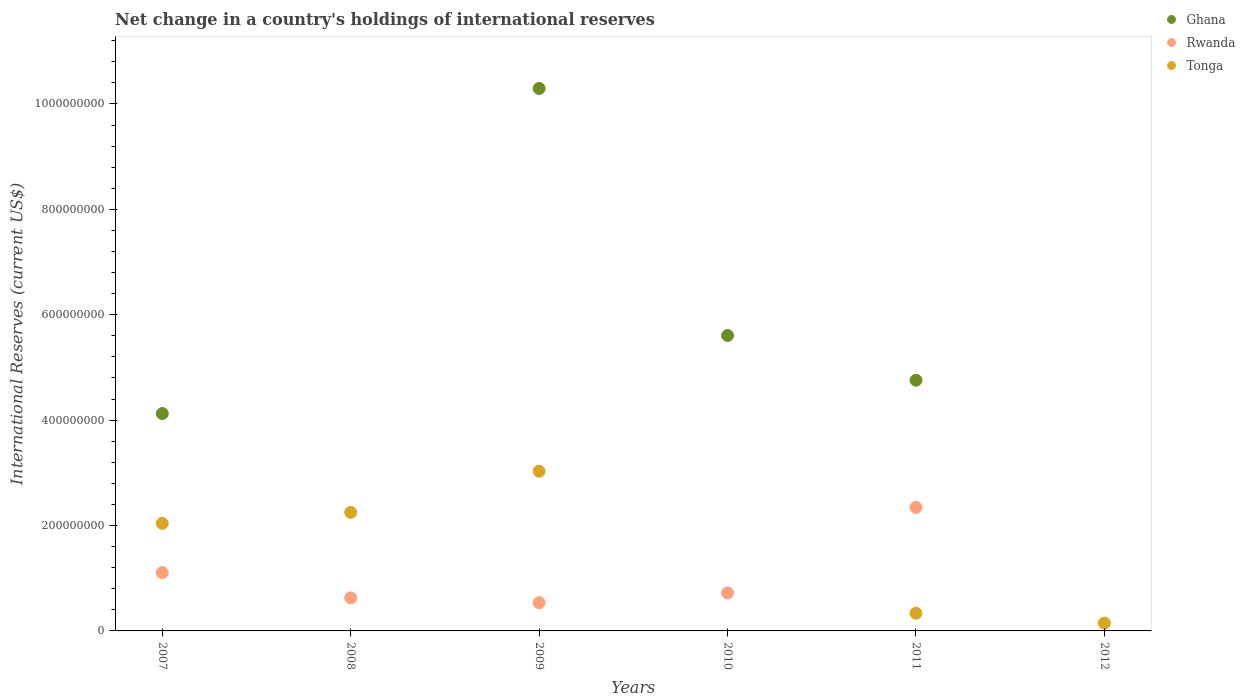 Net change in a country's holdings of international reserves
Ghana
Rwanda
Tonga
International Reserves (current US$)
1000000000
800000000
600000000
400000000
200000000
0
2007
2008
2009
2010
2011
2012
Years